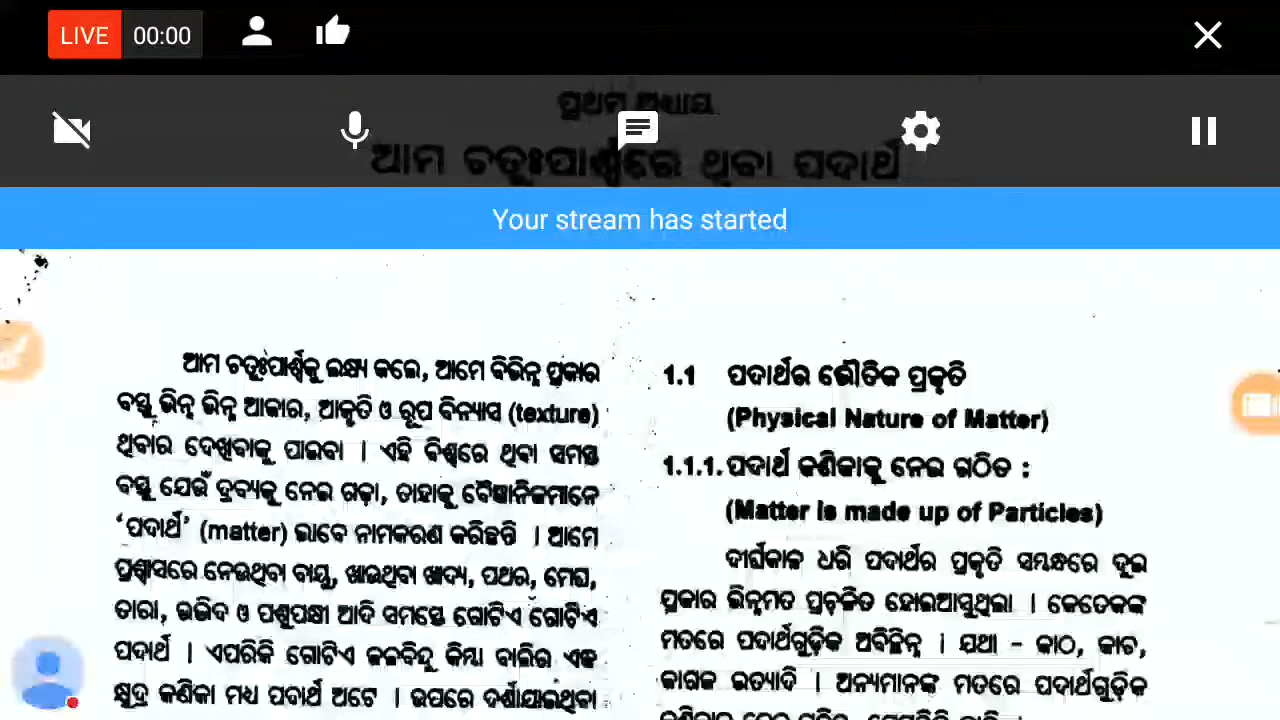 LIVE 00:00
ପ୍ରଥମ ଅଧ୍ୟାୟ
ଆମ ଚତୁଃପାର୍ଶ୍ୱରେ ଥିବା ପଦାର୍ଥ
Your stream has started
ଆମ ଚତୁଃପାର୍ଶ୍ୱକୁ ଲକ୍ଷ୍ୟ କଲେ, ଆମେ ବିଭିନ୍ନ ପ୍ରକାର
ବସ୍ତୁ ଭିନ୍ନ ଭିନ୍ନ ଆକାର, ଆକୃତି ଓ ରୂପ ବିନ୍ୟାସ (texture)
ଥିବାର ଦେଖିବାକୁ ପାଇବା । ଏହି ବିଶ୍ୱରେ ଥିବା ସମସ୍ତ
ବସ୍ତୁ ଯେଉଁ ଦ୍ରବ୍ୟକୁ ନେଇ ଗଢ଼ା, ତାହାକୁ ବୈଜ୍ଞାନିକମାନେ
‘ପଦାର୍ଥ’ (matter) ଭାବେ ନାମକରଣ କରିଛନ୍ତି । ଆମେ
ପ୍ରଶ୍ୱାସରେ ନେଉଥିବା ବାୟୁ, ଖାଉଥିବା ଖାଦ୍ୟ, ପଥର, ମେଘ,
ତାରା, ଉଭିଦ ଓ ପଶୁପକ୍ଷୀ ଆଦି ସମସ୍ତେ ଗୋଟିଏ ଗୋଟିଏ
ପଦାର୍ଥ । ଏପରିକି ଗୋଟିଏ ଜଳବିନ୍ଦୁ କିମ୍ବା ବାଲିର ଏକ
କ୍ଷୁଦ୍ର କଣିକା ମଧ୍ୟ ପଦାର୍ଥ ଅଟେ । ଉପରେ ଦର୍ଶାଯାଇଥିବା
1.1 ପଦାର୍ଥର ଭୌତିକ ପ୍ରକୃତି
(Physical Nature of Matter)
1.1.1. ପଦାର୍ଥ କଣିକାକୁ ନେଇ ଗଠିତ :
(Matter is made up of Particles)
ଦୀର୍ଘକାଳ ଧରି ପଦାର୍ଥର ପ୍ରକୃତି ସମ୍ବନ୍ଧରେ ଦୁଇ
ପ୍ରକାର ଭିନ୍ନମତ ପ୍ରଚଳିତ ହୋଇଆସୁଥିଲା । କେତେକଙ୍କ
ମତରେ ପଦାର୍ଥଗୁଡ଼ିକ ଅବିଛିନ୍ନ । ଯଥା – କାଠ, କାଚ,
କାଗଜ ଇତ୍ୟାଦି । ଅନ୍ୟମାନଙ୍କ ମତରେ ପଦାର୍ଥଗୁଡ଼ିକ